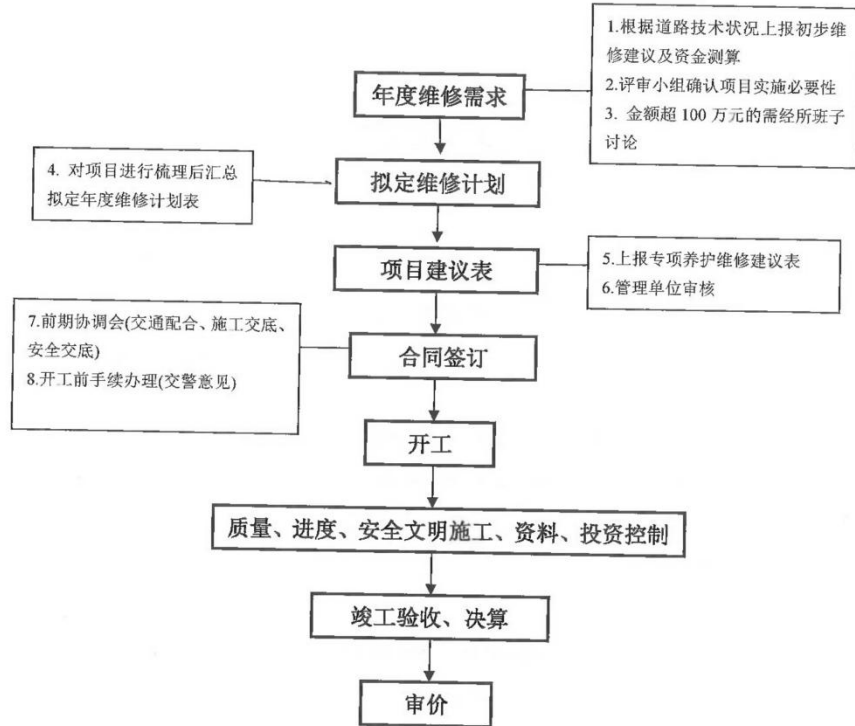 1.根据道路技术状况上报初步维
修建议及资金测算
2.评审小组确认项目实施必要性
3. 金额超 100 万元的需经所班子
讨论
年度维修需求
4. 对项目进行梳理后汇总
拟定年度维修计划表
拟定维修计划
项目建议表
5.上报专项养护维修建议表
6.管理单位审核
7.前期协调会(交通配合、施工交底、
安全交底)
8.开工前手续办理(交警意见)
合同签订
开工
质量、进度、安全文明施工、资料、投资控制
竣工验收、决算
审价